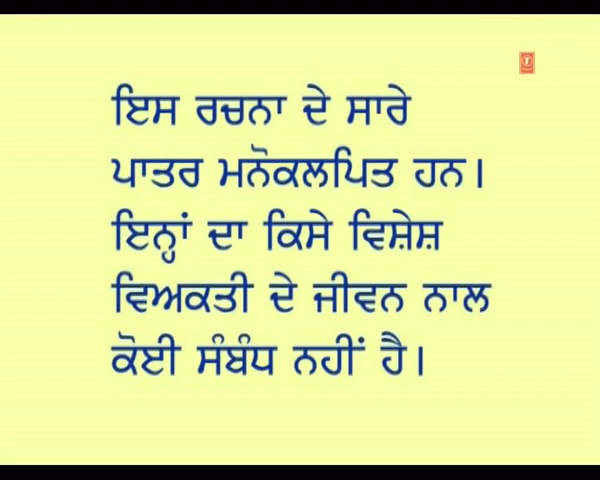 ਇਸ ਰਚਨਾ ਦੇ ਸਾਰੇ
ਪਾਤਰ ਮਨੋਕਲਪਿਤ ਹਨ।
ਇਨ੍ਹਾਂ ਦਾ ਕਿਸੇ ਵਿਸ਼ੇਸ਼
ਵਿਅਕਤੀ ਦੇ ਜੀਵਨ ਨਾਲ
ਕੋਈ ਸੰਬੰਧ ਨਹੀਂ ਹੈ।